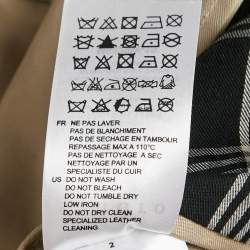 FR NE PAS LAVER
PAS DE BLANCHIMENT
PAS DE SECHAGE EN TAMBOUR
REPASSAGE MAX A 110°C
PAS DE NETTOYAGE A SEC
NETTOYAGE PAR UN
SPECIALISTE DU CUIR
US DO NOT WASH
DO NOT BLEACH
DO NOT TUMBLE DRY
LOW IRON
DO NOT DRY CLEAN
SPECIALIZED LEATHER
CLEANING
2